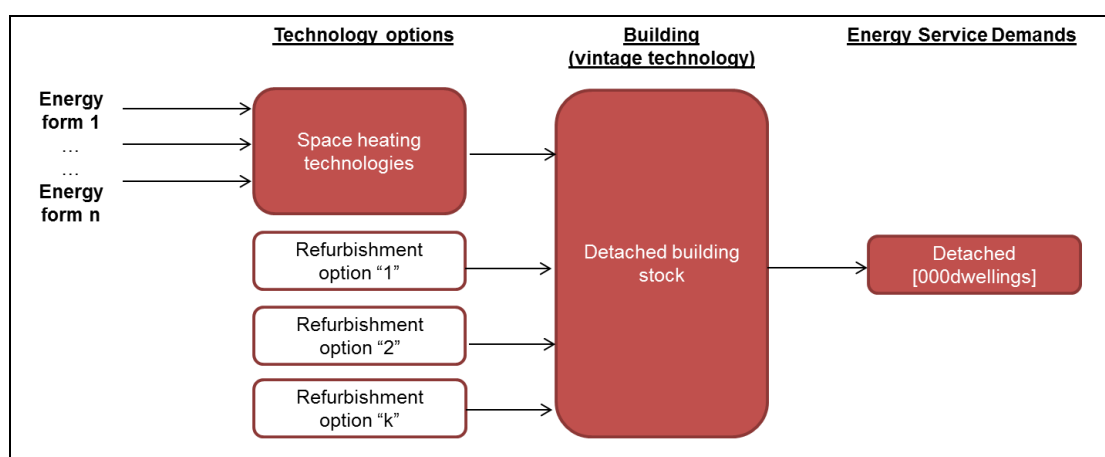 Technology options
Building
(vintage technology)
Energy Service Demands
Energy
form 1
…
…
Energy
form n
Space heating
technologies
Refurbishment
option “1”
Refurbishment
option “2”
Refurbishment
option “k”
Detached building
stock
Detached
[000dwellings]